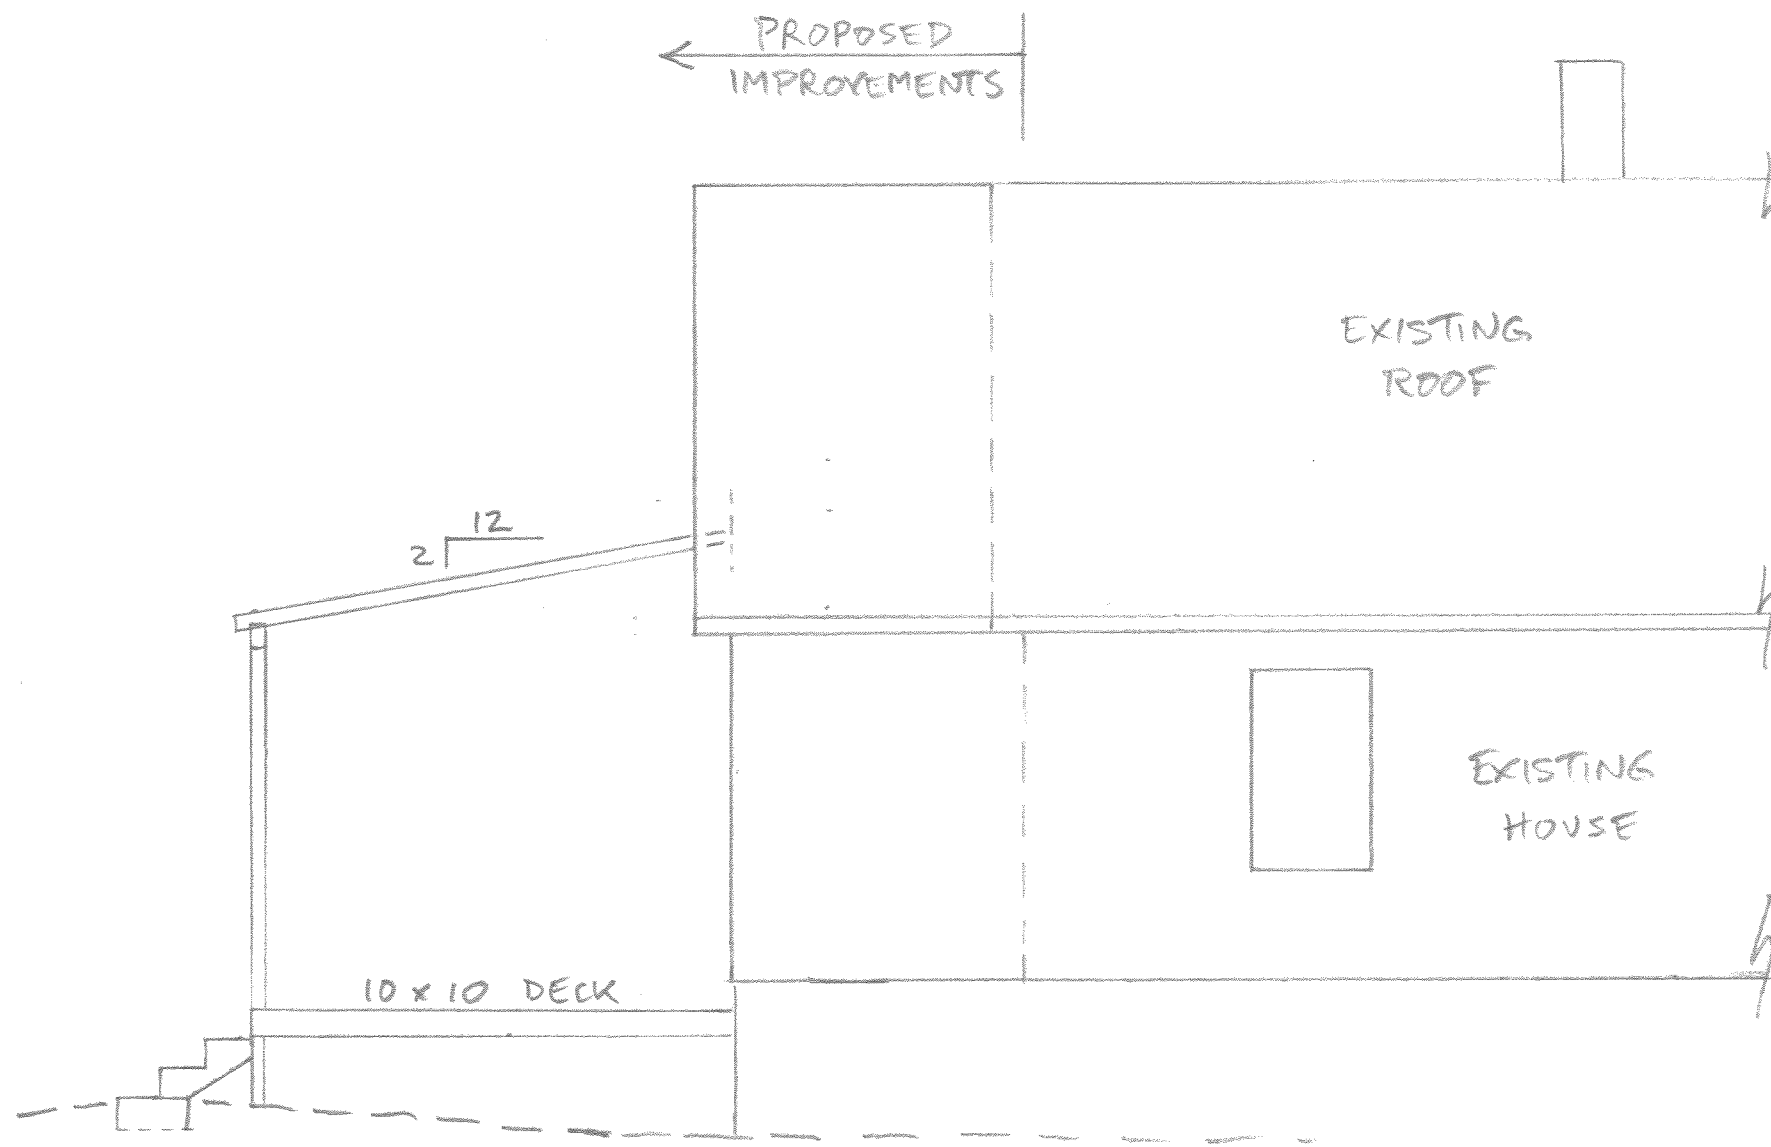 PROPOSED
IMPROVEMENTS
EXISTING
ROOF
12
2
EXISTING
HOUSE
10 x 10 DECK